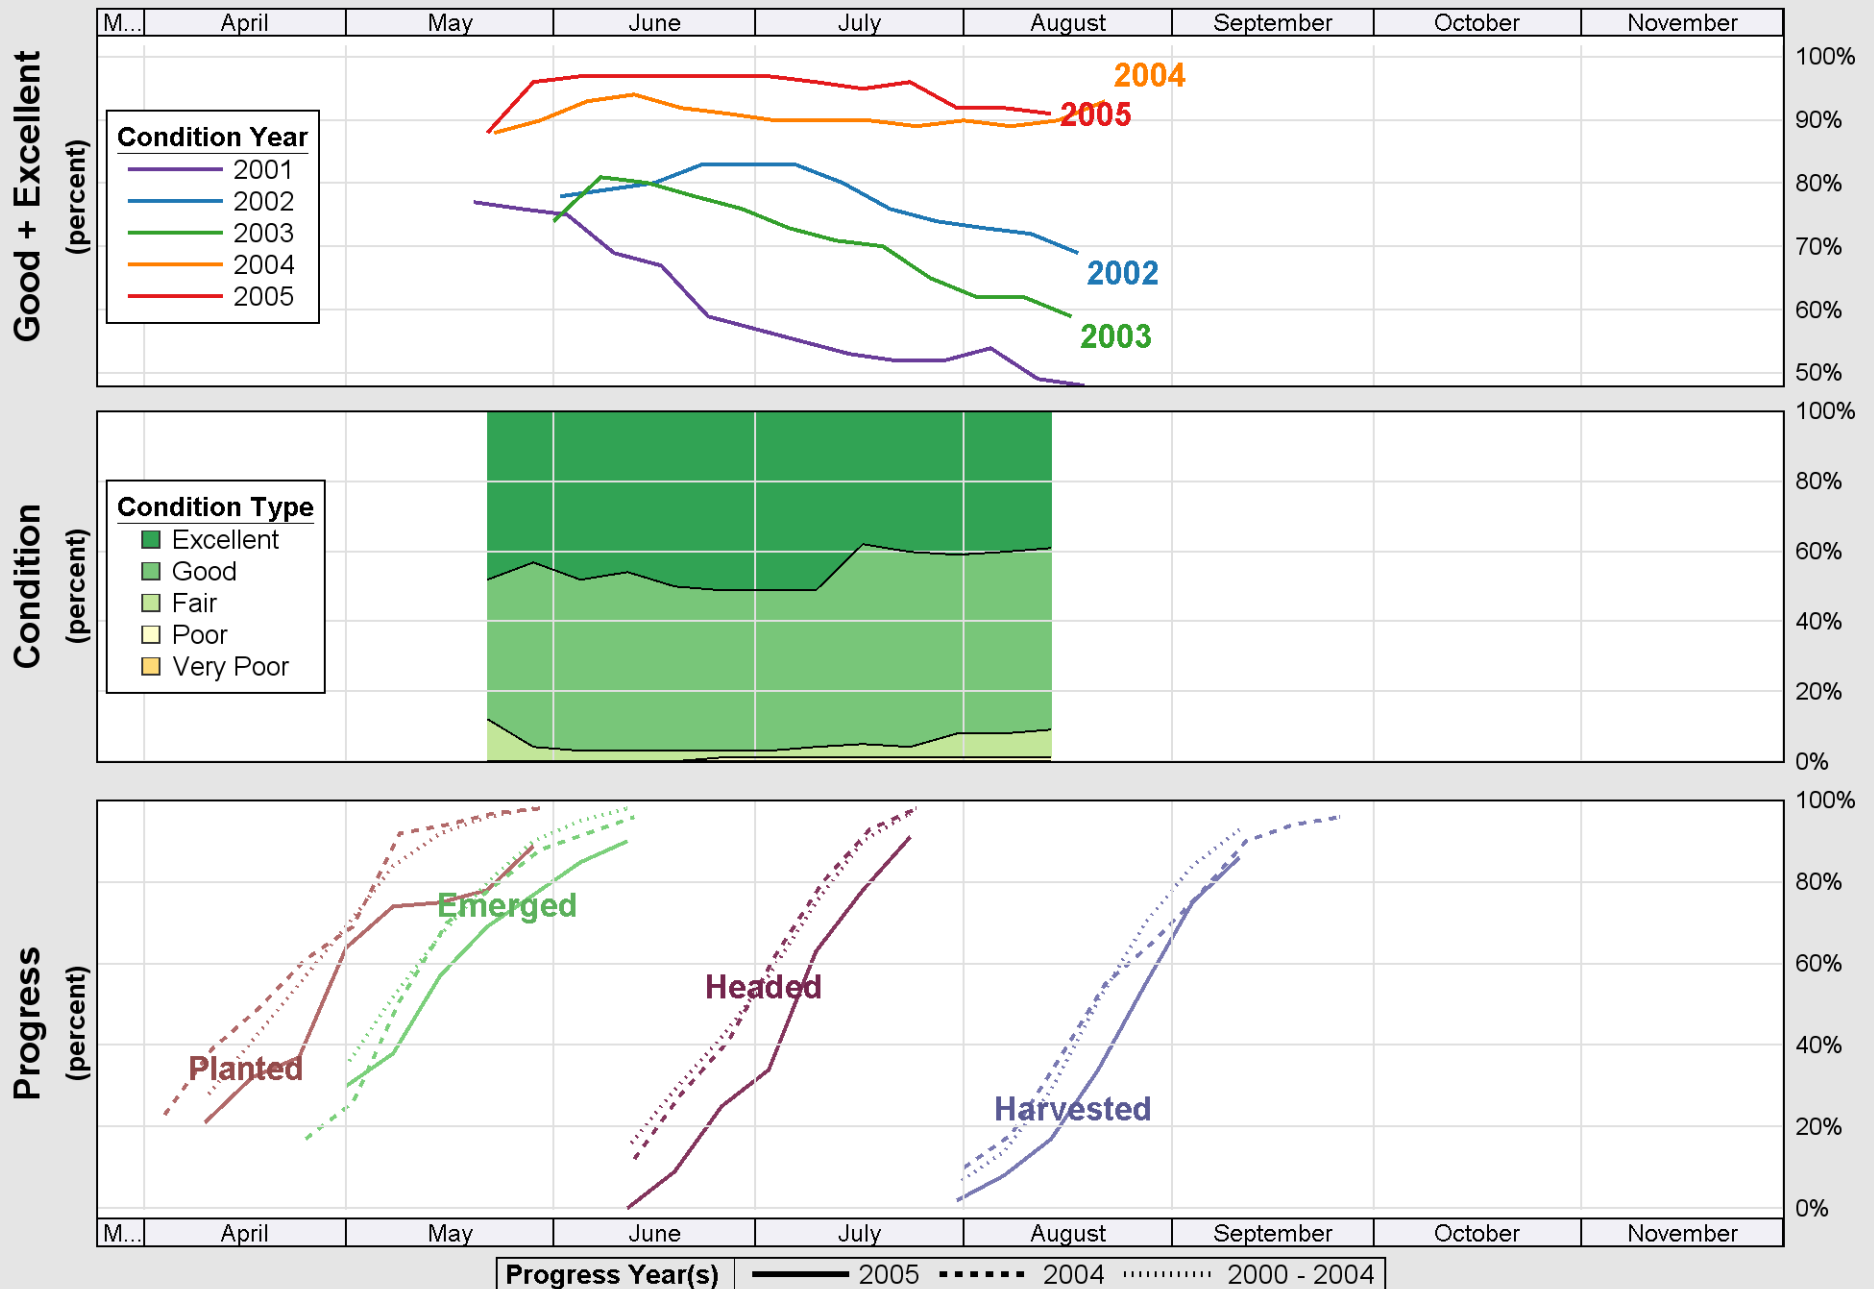 M... April May June July August September October November
Good + Excellent
(percent)
100%
90%
80%
70%
60%
50%
Condition Year
2001
2002
2003
2004
2005
2004
2005
2002
2003
Condition
(percent)
100%
80%
60%
40%
20%
0%
Condition Type
Excellent
Good
Fair
Poor
Very Poor
Progress
(percent)
100%
80%
60%
40%
20%
0%
Planted
Emerged
Headed
Harvested
M... April May June July August September October November
Progress Year(s) 2005 2004 2000 - 2004